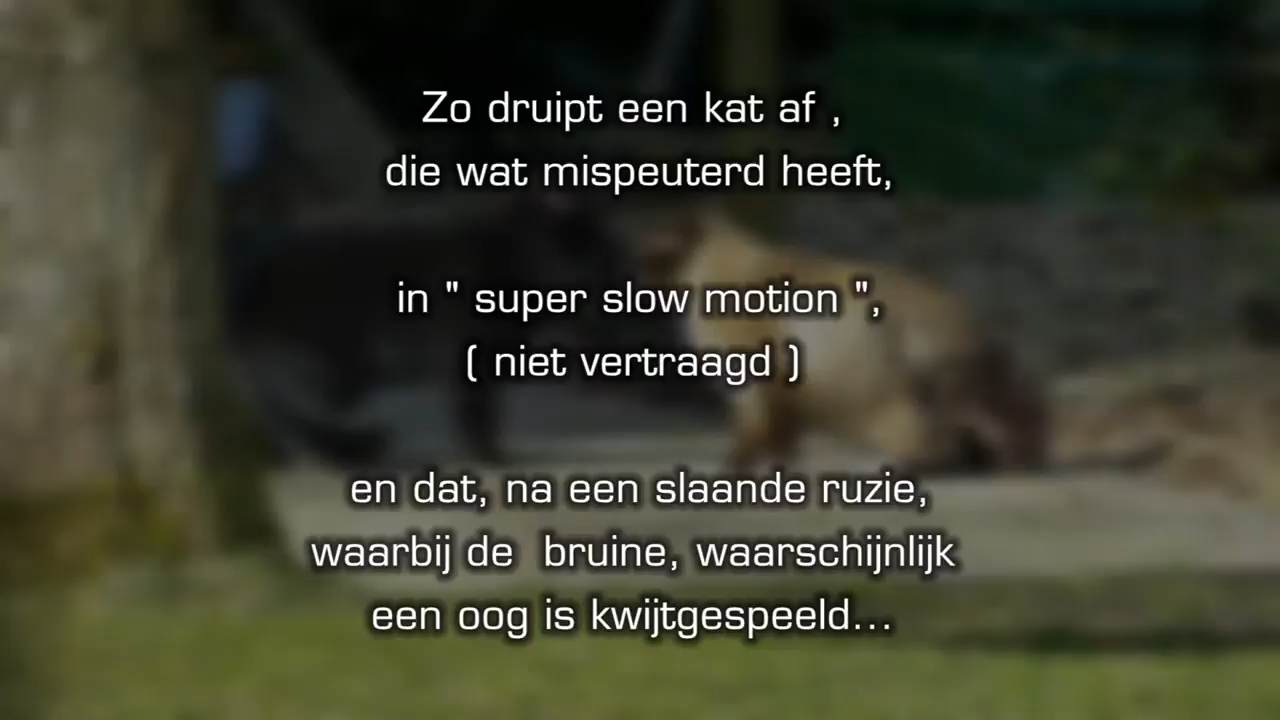 Zo druipt een kat af ,
die wat mispeuterd heeft,
in " super slow motion ",
( niet vertraagd )
en dat, na een slaande ruzie,
waarbij de  bruine, waarschijnlijk
een oog is kwijtgespeeld...